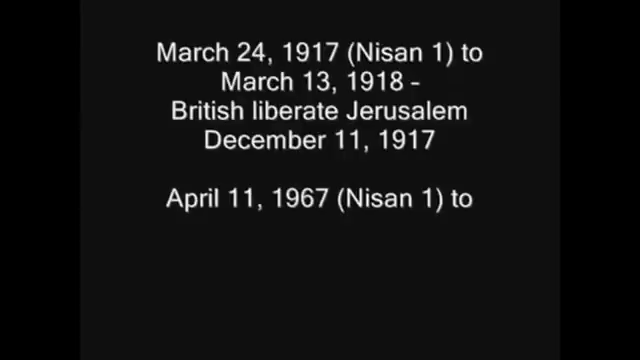 March 24, 1917 (Nisan 1) to
March 13, 1918 -
British liberate Jerusalem
December 11, 1917
April 11, 1967 (Nisan 1) to